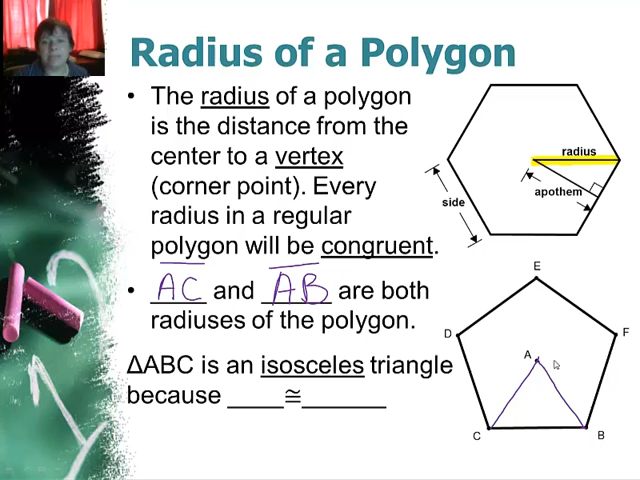 Radius of a Polygon
• The radius of a polygon
is the distance from the
center to a vertex
(corner point). Every
radius in a regular
polygon will be congruent.
• AC and AB are both
radiuses of the polygon.
ΔABC is an isosceles triangle
because ____≅______
radius
apothem
side
E
D
F
A
C
B